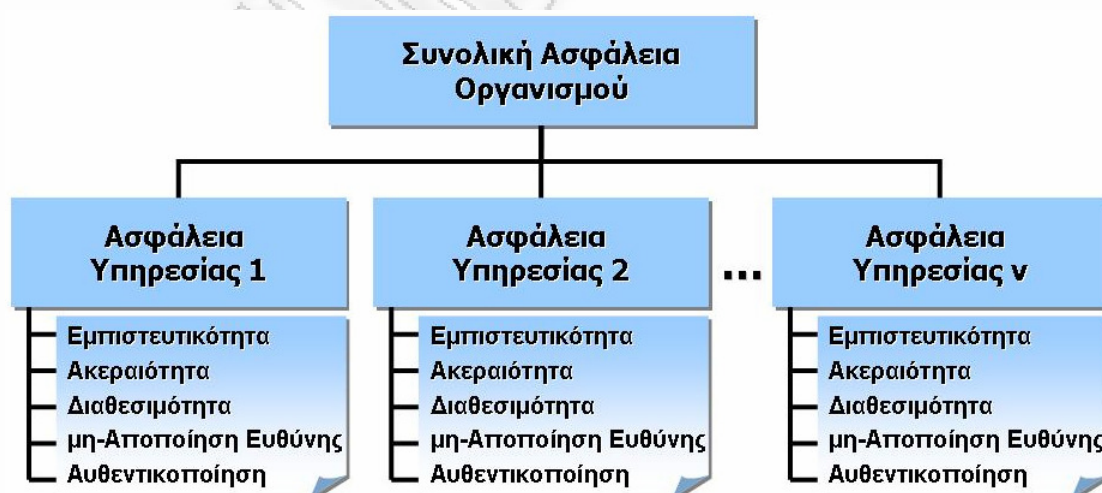 Συνολική Ασφάλεια
Οργανισμού
Ασφάλεια
Υπηρεσίας 1
Εμπιστευτικότητα
Ακεραιότητα
Διαθεσιμότητα
μη-Αποποίηση Ευθύνης
Αυθεντικοποίηση
Ασφάλεια
Υπηρεσίας 2
Εμπιστευτικότητα
Ακεραιότητα
Διαθεσιμότητα
μη-Αποποίηση Ευθύνης
Αυθεντικοποίηση
...
Ασφάλεια
Υπηρεσίας ν
Εμπιστευτικότητα
Ακεραιότητα
Διαθεσιμότητα
μη-Αποποίηση Ευθύνης
Αυθεντικοποίηση